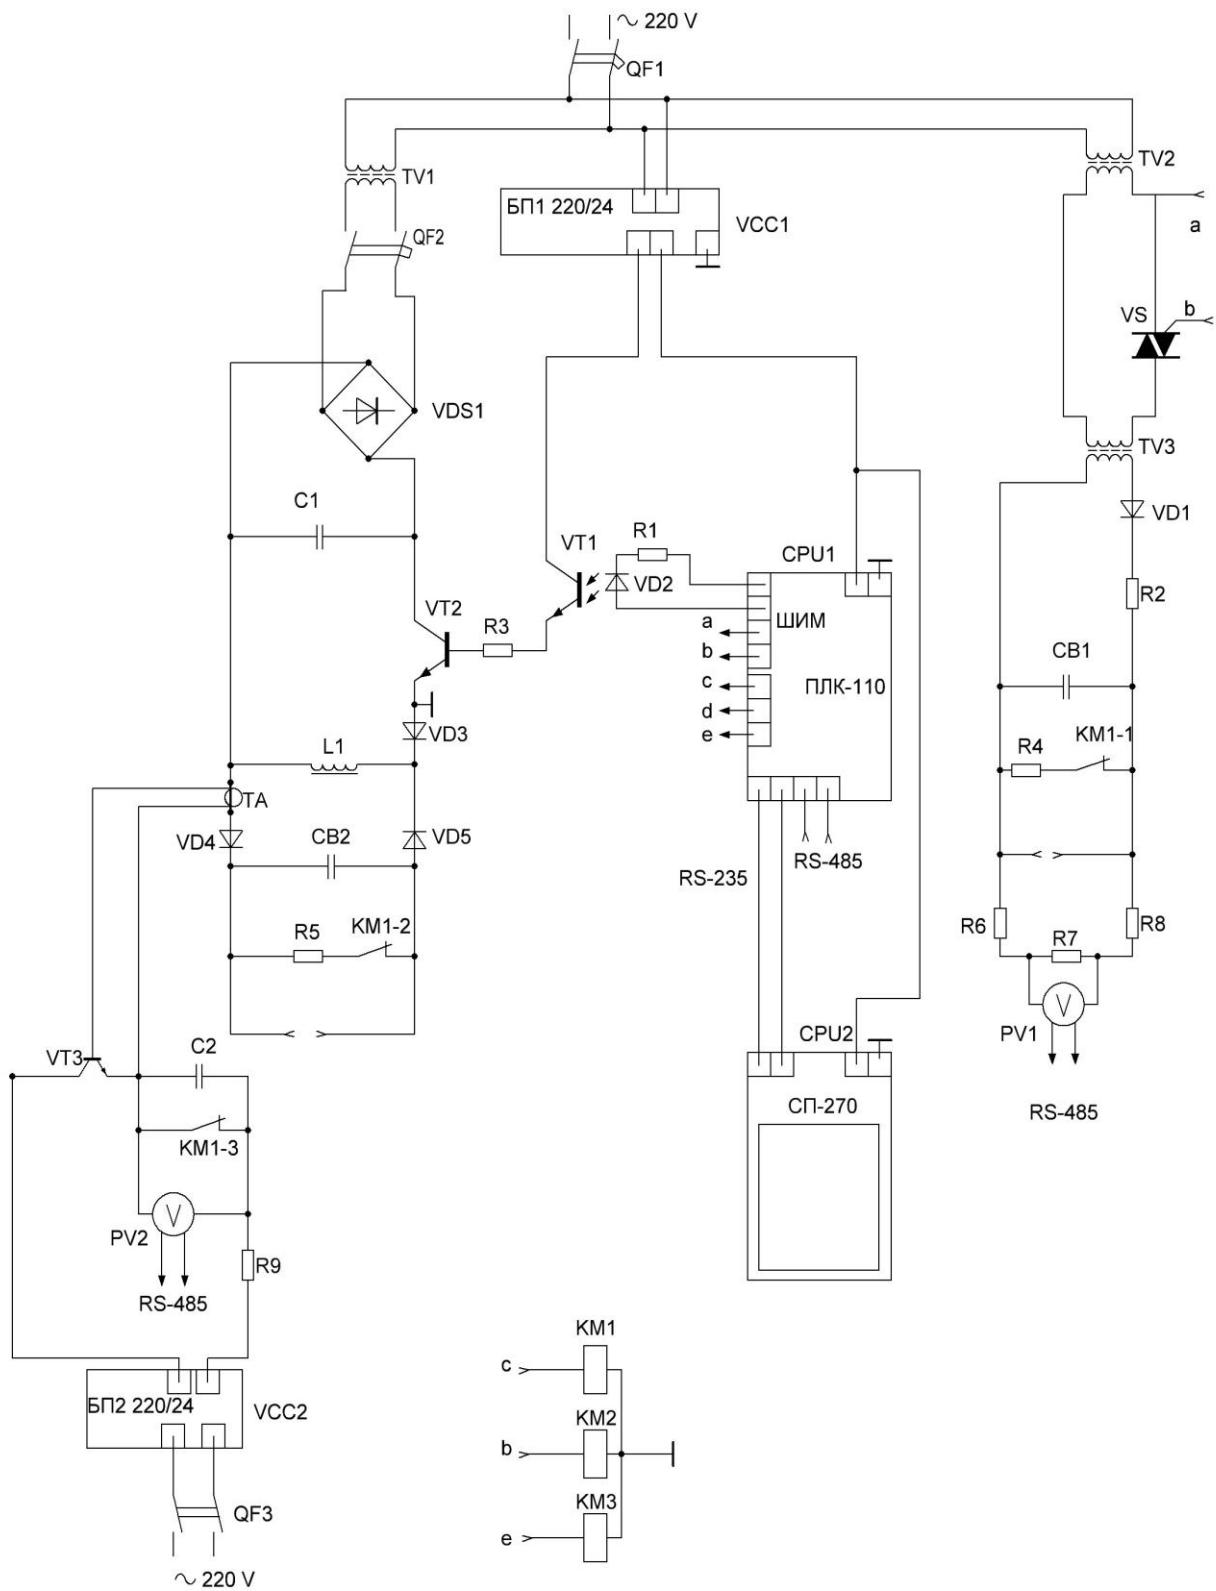 ∼ 220 V
QF1
TV1
TV2
БП1 220/24
VCC1
a
QF2
VS
b
VDS1
TV3
C1
VD1
R1
VT1
CPU1
VD2
R2
VT2
R3
a
ШИМ
b
CB1
c
ПЛК-110
d
VD3
e
KM1-1
L1
R4
TA
VD4
CB2
VD5
RS-485
RS-235
KM1-2
R5
R6
R7
R8
PV1
V
VT3
C2
CPU2
СП-270
RS-485
KM1-3
V
PV2
R9
RS-485
KM1
c
БП2 220/24
VCC2
KM2
b
KM3
QF3
e
∼ 220 V